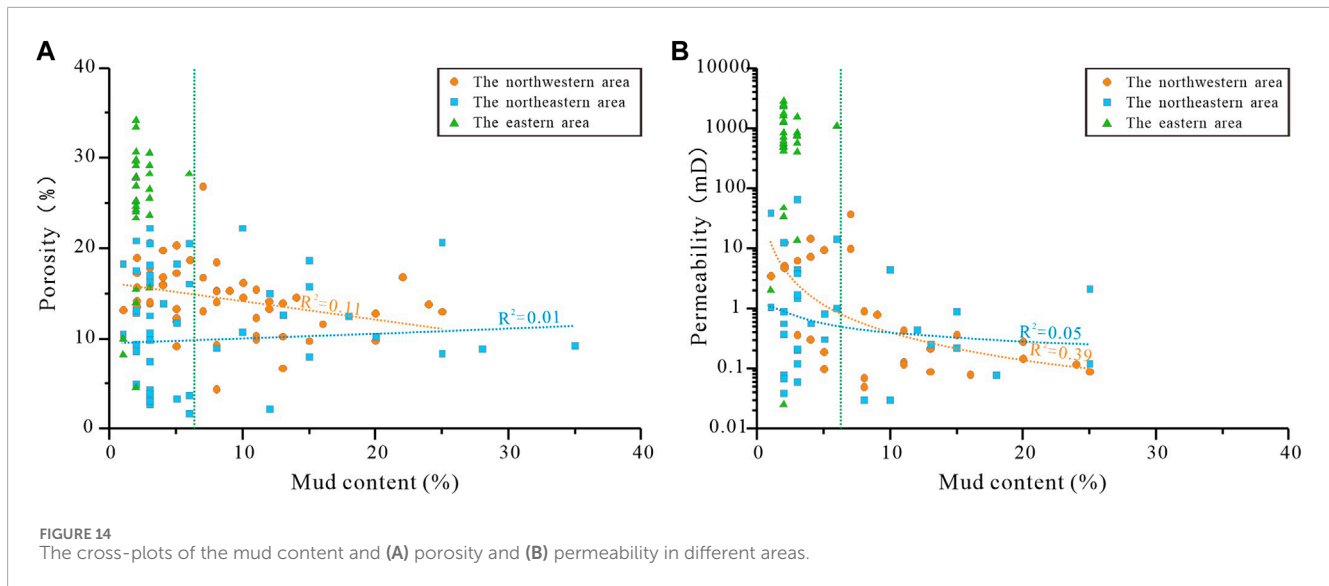 A
40
30
20
10
0
Porosity (%)
0
10
20
30
40
Mud content (%)
The northwestern area
The northeastern area
The eastern area
R²=0.11
R²=0.01
B
10000
1000
100
10
1
0.1
0.01
Permeability (mD)
0
10
20
30
40
Mud content (%)
The northwestern area
The northeastern area
The eastern area
R²=0.05
R²=0.39
FIGURE 14
The cross-plots of the mud content and (A) porosity and (B) permeability in different areas.